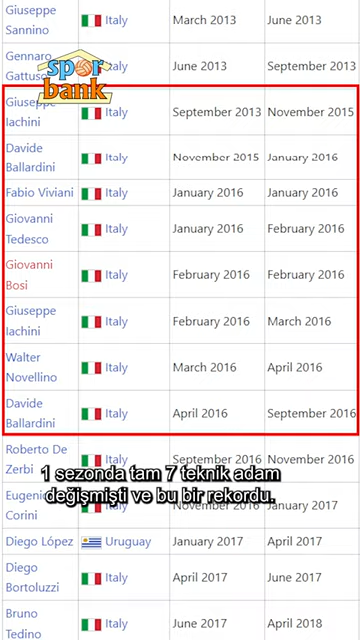 Giuseppe
Sannino
Italy
March 2013
June 2013
Gennaro
Gattuso
Italy
June 2013
September 2013
spor
bank
Giuseppe
Iachini
Italy
September 2013
November 2015
Davide
Ballardini
Italy
November 2015
January 2016
Fabio Viviani
Italy
January 2016
January 2016
Giovanni
Tedesco
Italy
January 2016
February 2016
Giovanni
Bosi
Italy
February 2016
February 2016
Giuseppe
Iachini
Italy
February 2016
March 2016
Walter
Novellino
Italy
March 2016
April 2016
Davide
Ballardini
Italy
April 2016
September 2016
Roberto De
Zerbi
Italy
September 2016
November 2016
1 sezonda tam 7 teknik adam
değişmişti ve bu bir rekordu.
Eugenio
Corini
Italy
November 2016
January 2017
Diego López
Uruguay
January 2017
April 2017
Diego
Bortoluzzi
Italy
April 2017
June 2017
Bruno
Tedino
Italy
June 2017
April 2018